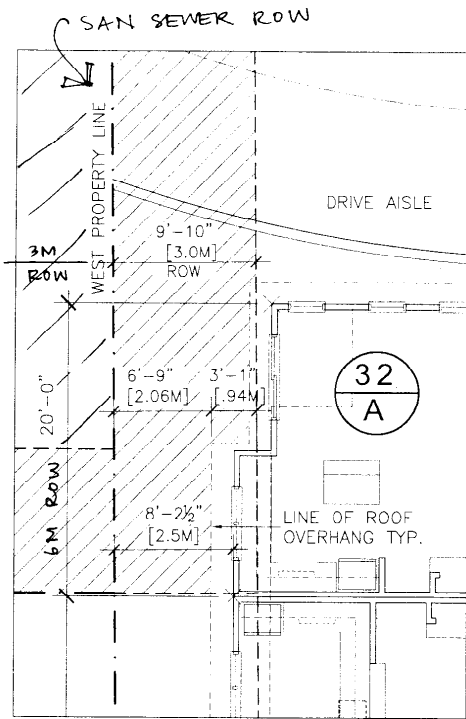 SAN SEWER ROW
WEST PROPERTY LINE
DRIVE AISLE
9'-10"
[3.0M]
ROW
3M
ROW
20'-0"
6'-9"
[2.06M]
3'-1"
[.94M]
32
A
6M ROW
8'-2½"
[2.5M]
LINE OF ROOF
OVERHANG TYP.